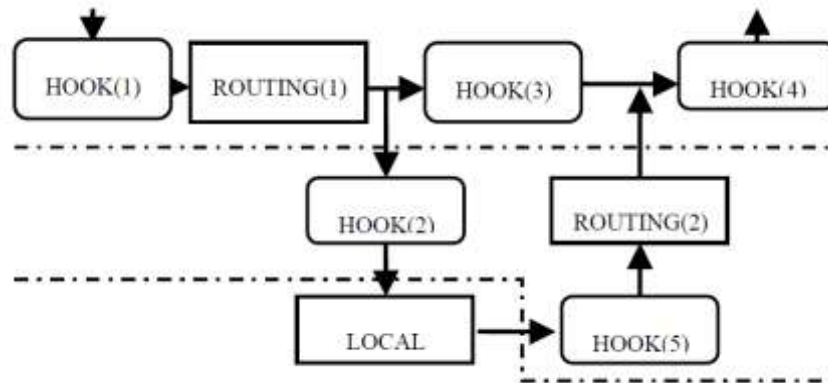 HOOK(1)
ROUTING(1)
HOOK(3)
HOOK(4)
HOOK(2)
ROUTING(2)
LOCAL
HOOK(5)